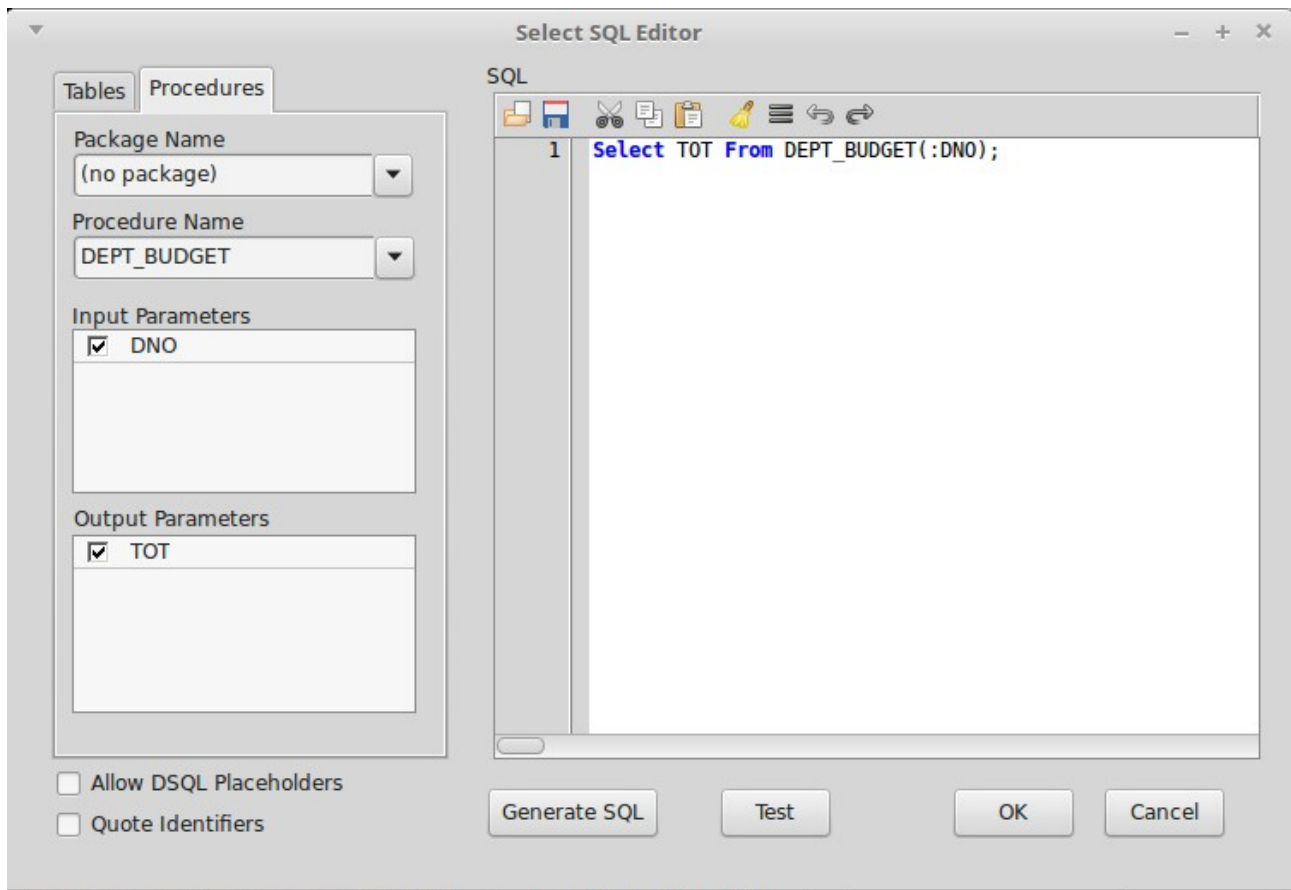 Select SQL Editor
Tables
Procedures
Package Name
(no package)
Procedure Name
DEPT_BUDGET
Input Parameters
DNO
Output Parameters
TOT
Allow DSQL Placeholders
Quote Identifiers
SQL
1 Select TOT From DEPT_BUDGET(:DNO);
Generate SQL
Test
OK
Cancel